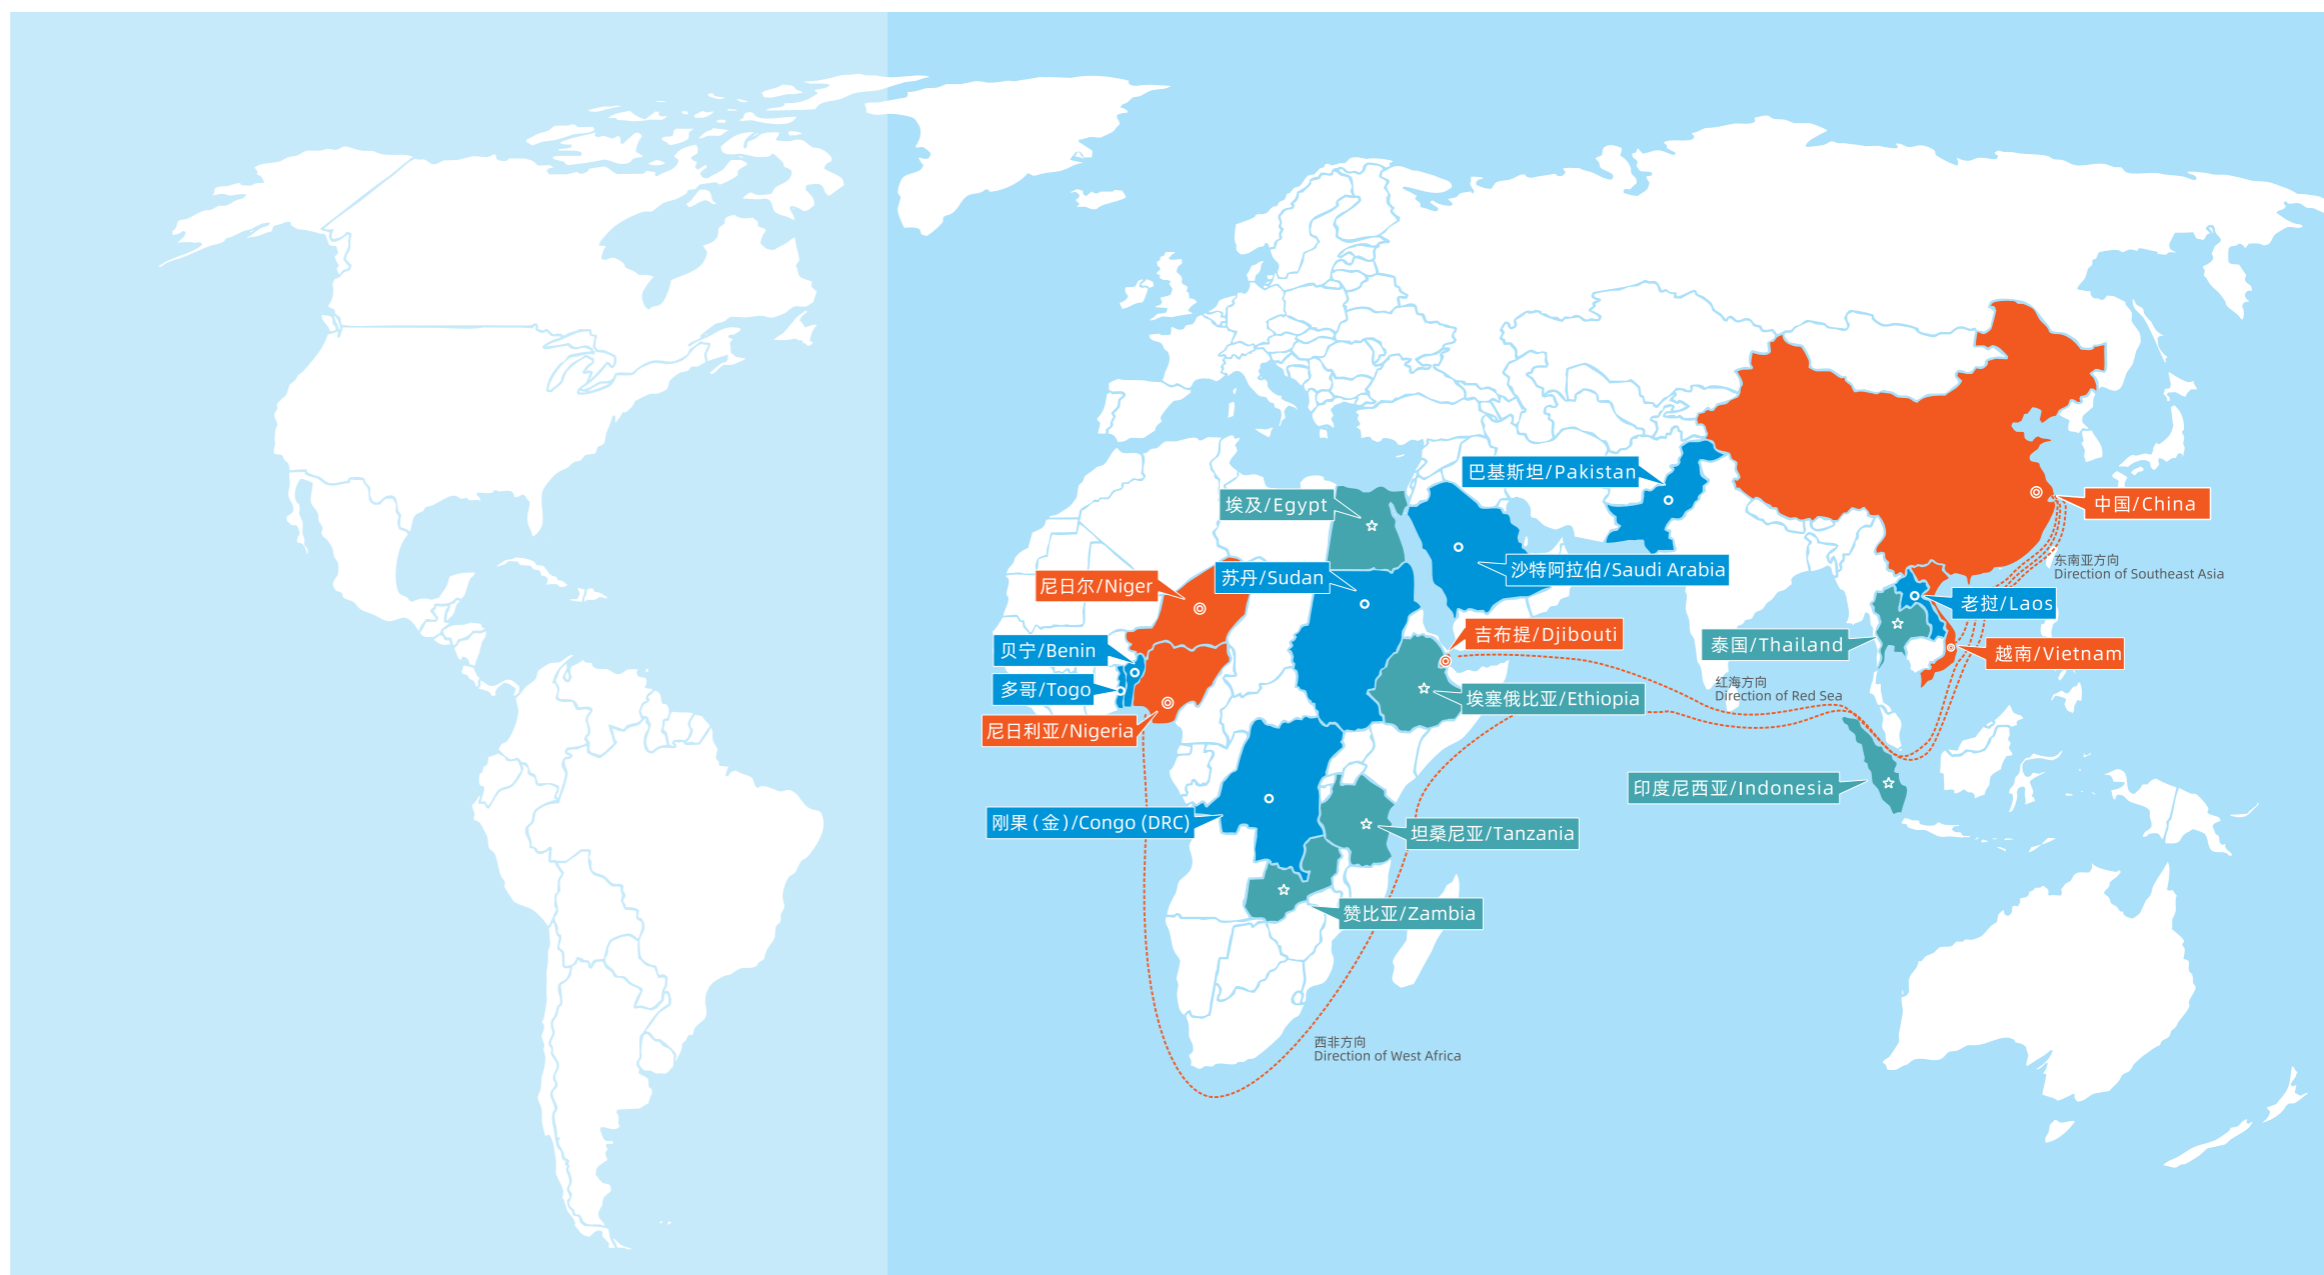 巴基斯坦/Pakistan
埃及/Egypt
中国/China
东南亚方向
Direction of Southeast Asia
沙特阿拉伯/Saudi Arabia
苏丹/Sudan
尼日尔/Niger
老挝/Laos
吉布提/Djibouti
泰国/Thailand
贝宁/Benin
越南/Vietnam
红海方向
Direction of Red Sea
多哥/Togo
埃塞俄比亚/Ethiopia
尼日利亚/Nigeria
印度尼西亚/Indonesia
刚果(金)/Congo (DRC)
坦桑尼亚/Tanzania
赞比亚/Zambia
西非方向
Direction of West Africa